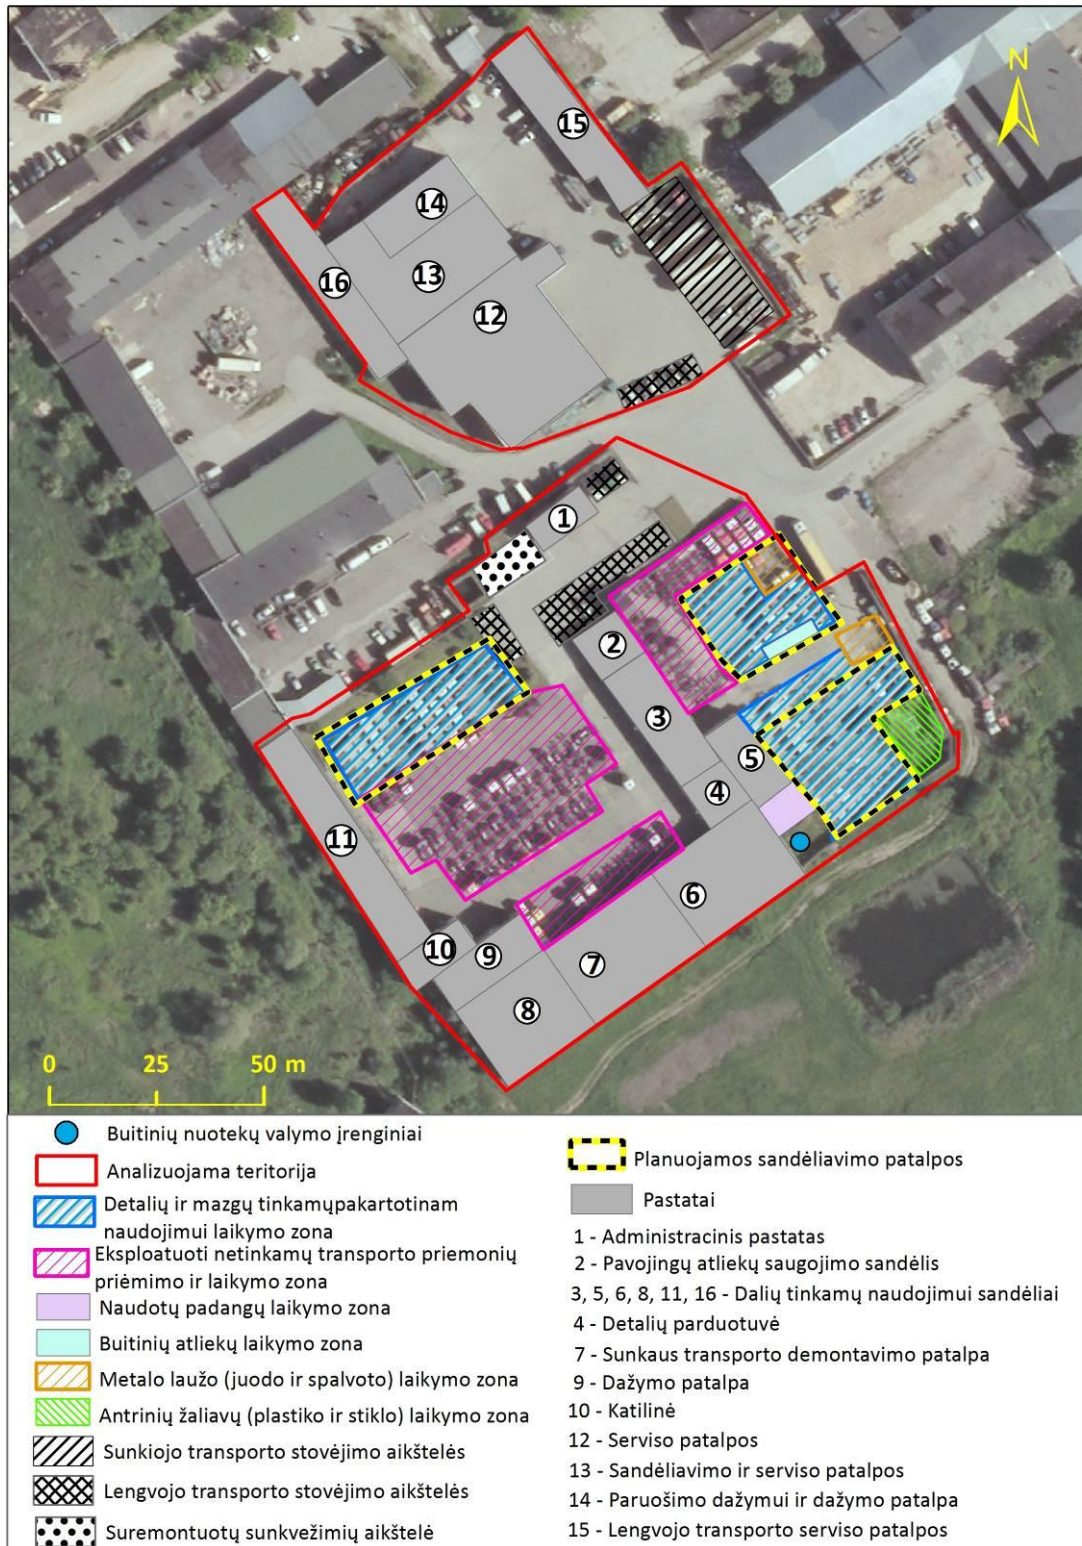 N
15
14
16
13
12
1
2
3
5
4
11
6
10
9
7
8
0 25 50 m
Buitinių nuotekų valymo įrenginiai
Analizuojama teritorija
Detalių ir mazgų tinkamųpakartotinam
naudojimui laikymo zona
Eksploatuoti netinkamų transporto priemonių
priėmimo ir laikymo zona
Naudotų padangų laikymo zona
Buitinių atliekų laikymo zona
Metalo laužo (juodo ir spalvoto) laikymo zona
Antrinių žaliavų (plastiko ir stiklo) laikymo zona
Sunkiojo transporto stovėjimo aikštelės
Lengvojo transporto stovėjimo aikštelės
Suremontuotų sunkvežimių aikštelė
Planuojamos sandėliavimo patalpos
Pastatai
1 - Administracinis pastatas
2 - Pavojingų atliekų saugojimo sandėlis
3, 5, 6, 8, 11, 16 - Dalių tinkamų naudojimui sandėliai
4 - Detalių parduotuvė
7 - Sunkaus transporto demontavimo patalpa
9 - Dažymo patalpa
10 - Katilinė
12 - Serviso patalpos
13 - Sandėliavimo ir serviso patalpos
14 - Paruošimo dažymui ir dažymo patalpa
15 - Lengvojo transporto serviso patalpos